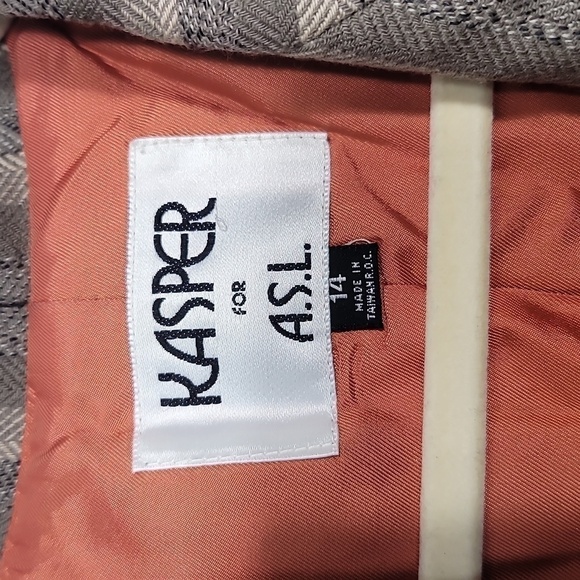 KASPER
FOR
A.S.L.
14
MADE IN
TAIWAN R.O.C.